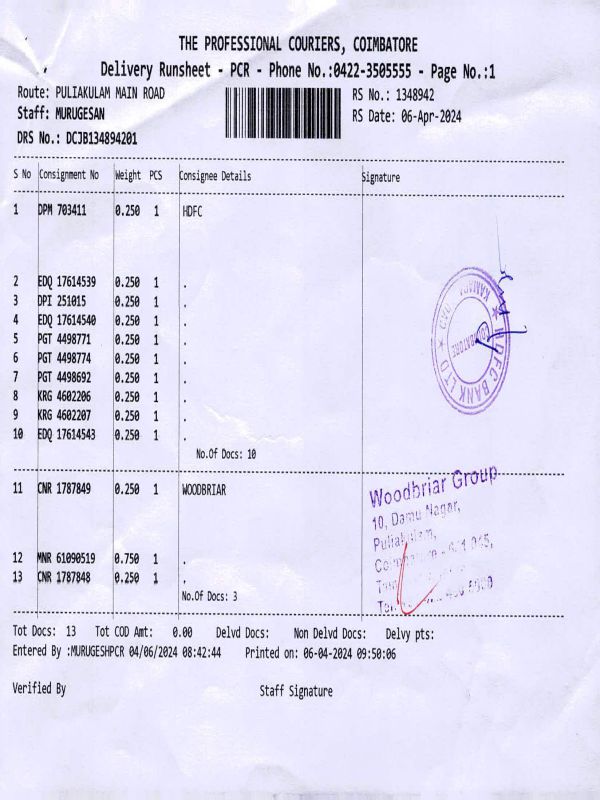 THE PROFESSIONAL COURIERS, COIMBATORE
Delivery Runsheet - PCR - Phone No.:0422-3505555 - Page No.:1
Route: PULIAKULAM MAIN ROAD
RS No.: 1348942
Staff: MURUGESAN
RS Date: 06-Apr-2024
DRS No.: DCJB134894201
S No Consignment No Weight PCS Consignee Details Signature
1 DPM 703411 0.250 1 HDFC
2 EDQ 17614539 0.250 1 .
3 DPI 251015 0.250 1 .
4 EDQ 17614540 0.250 1 .
5 PGT 4498771 0.250 1 .
6 PGT 4498774 0.250 1 .
7 PGT 4498692 0.250 1 .
8 KRG 4602206 0.250 1 .
9 KRG 4602207 0.250 1 .
10 EDQ 17614543 0.250 1 .
No.Of Docs: 10
HDFC BANK LTD
COIMBATORE
11 CNR 1787849 0.250 1 WOODBRIAR
12 MNR 61090519 0.750 1 .
13 CNR 1787848 0.250 1 .
No.Of Docs: 3
Woodbriar Group
10, Damu Nagar,
Puliakulam,
Tot Docs: 13 Tot COD Amt: 0.00 Delvd Docs: Non Delvd Docs: Delvy pts:
Entered By :MURUGESHPCR 04/06/2024 08:42:44 Printed on: 06-04-2024 09:50:06
Verified By Staff Signature